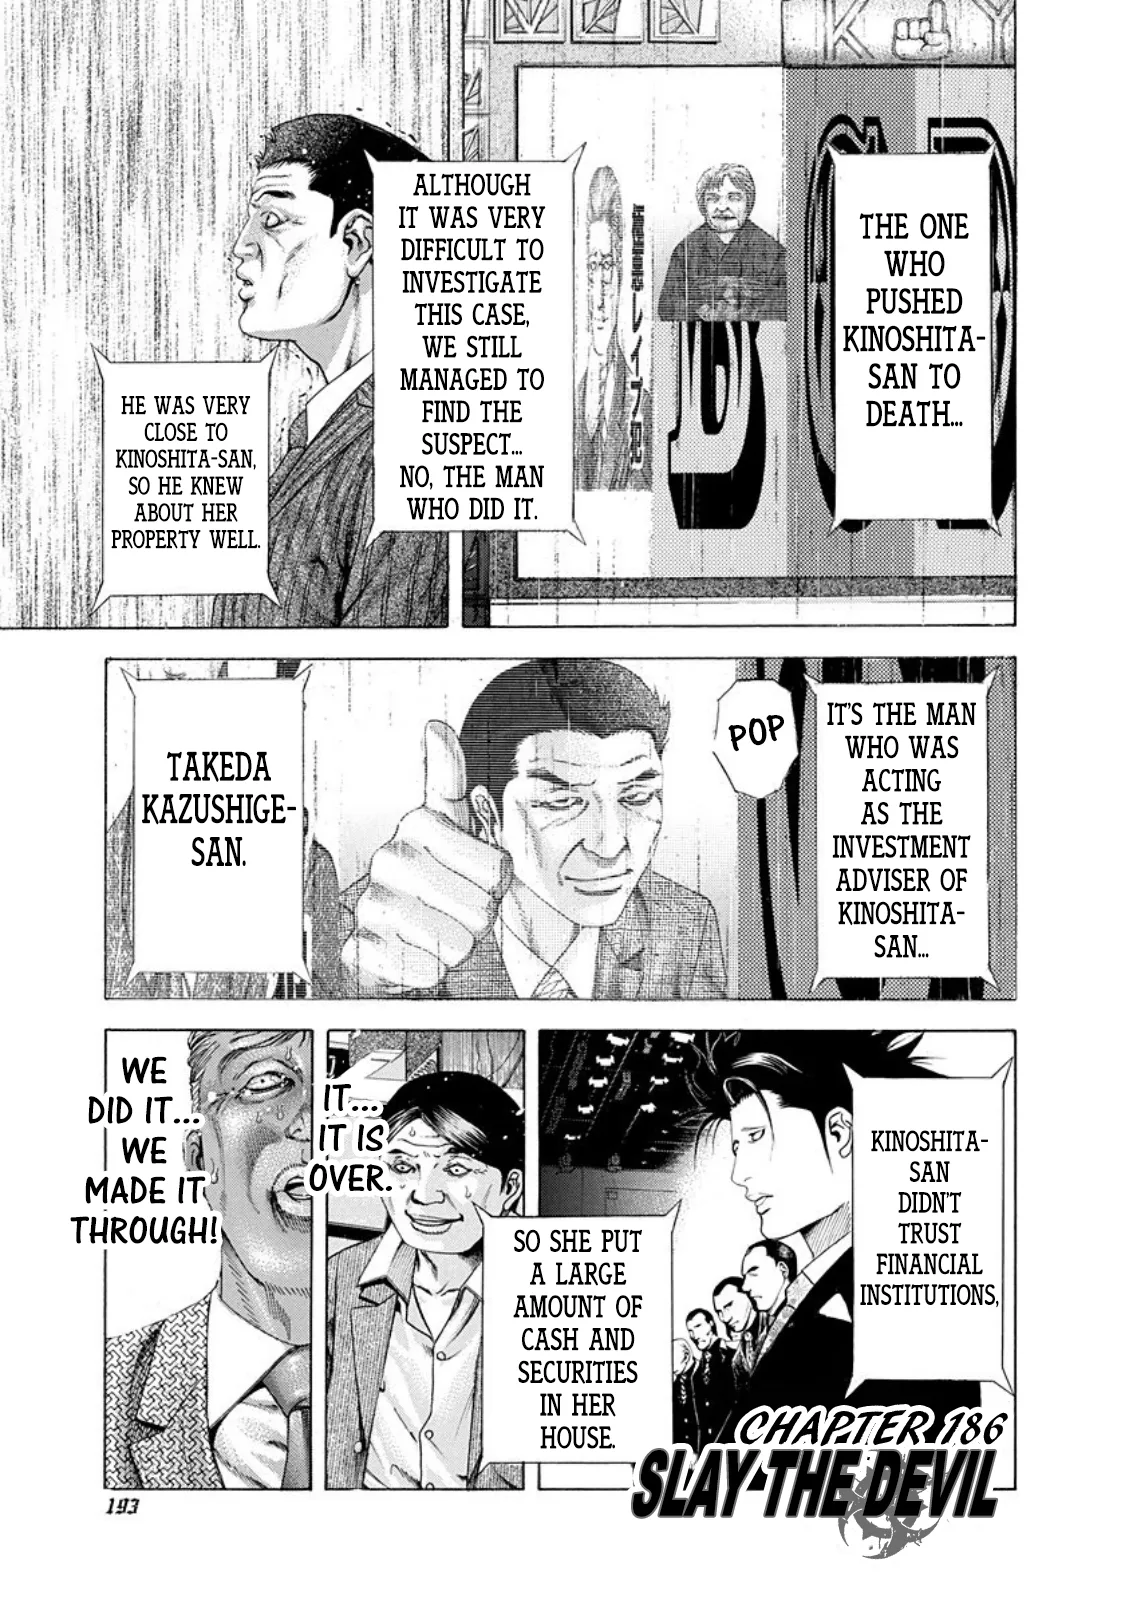 K Y
THE ONE
WHO
PUSHED
KINOSHITA-
SAN TO
DEATH...
ALTHOUGH
IT WAS VERY
DIFFICULT TO
INVESTIGATE
THIS CASE,
WE STILL
MANAGED TO
FIND THE
SUSPECT...
NO, THE MAN
WHO DID IT.
HE WAS VERY
CLOSE TO
KINOSHITA-SAN,
SO HE KNEW
ABOUT HER
PROPERTY WELL.
IT'S THE MAN
WHO WAS
ACTING
AS THE
INVESTMENT
ADVISER OF
KINOSHITA-
SAN...
POP
TAKEDA
KAZUSHIGE-
SAN.
KINOSHITA-
SAN
DIDN'T
TRUST
FINANCIAL
INSTITUTIONS,
SO SHE PUT
A LARGE
AMOUNT OF
CASH AND
SECURITIES
IN HER
HOUSE.
IT...
IT IS
OVER.
WE
DID IT...
WE
MADE IT
THROUGH!
CHAPTER 186
SLAY THE DEVIL
193